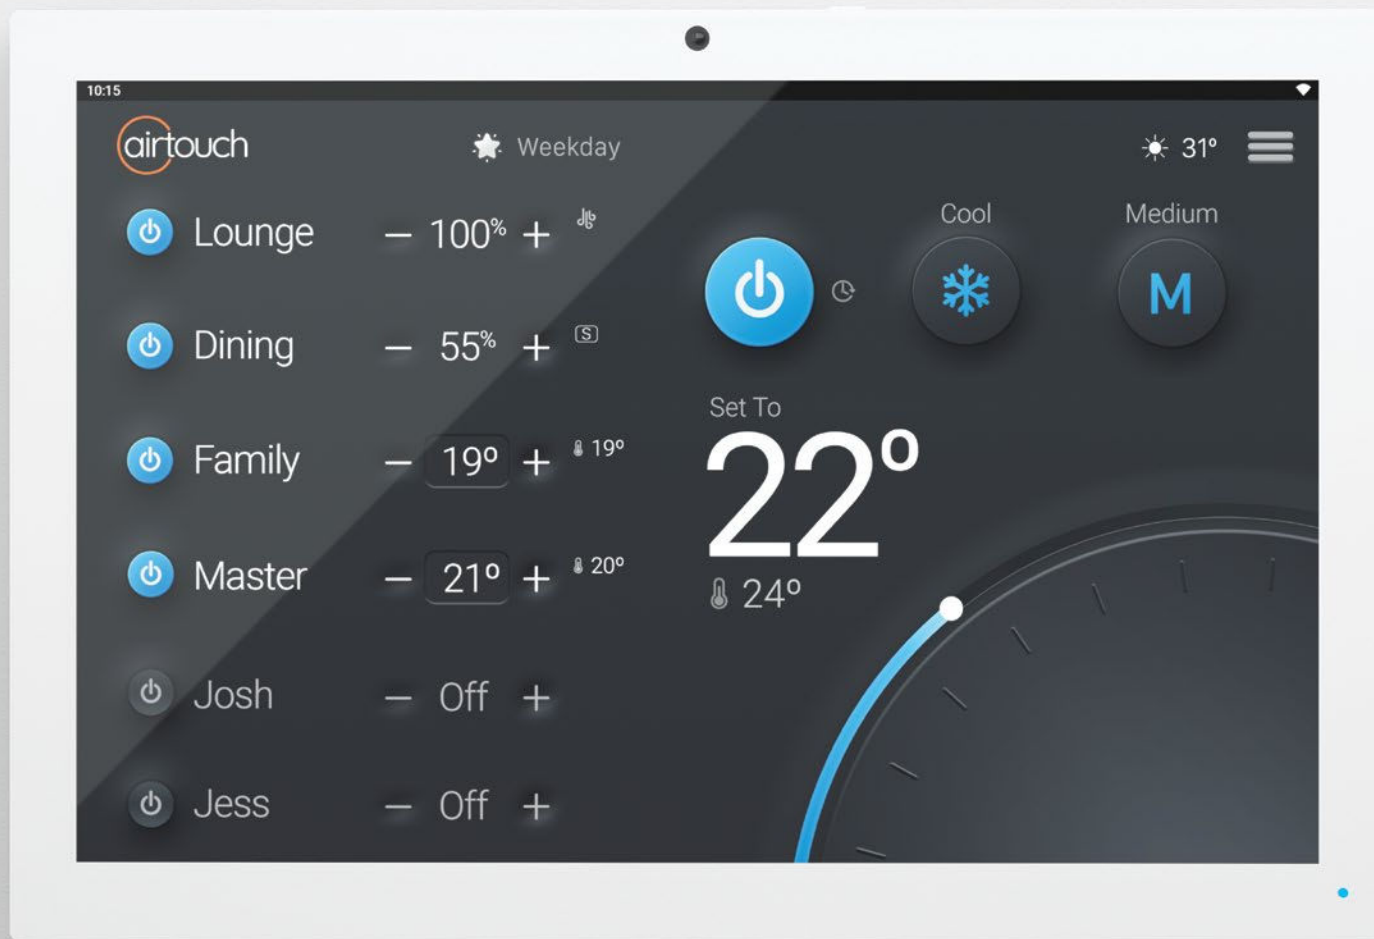 10:15
airtouch
Weekday
31°
Lounge
– 100% +
Dining
– 55% +
S
Family
– 19° +
19°
Master
– 21° +
20°
Josh
– Off +
Jess
– Off +
Cool
Medium
M
Set To
22°
24°